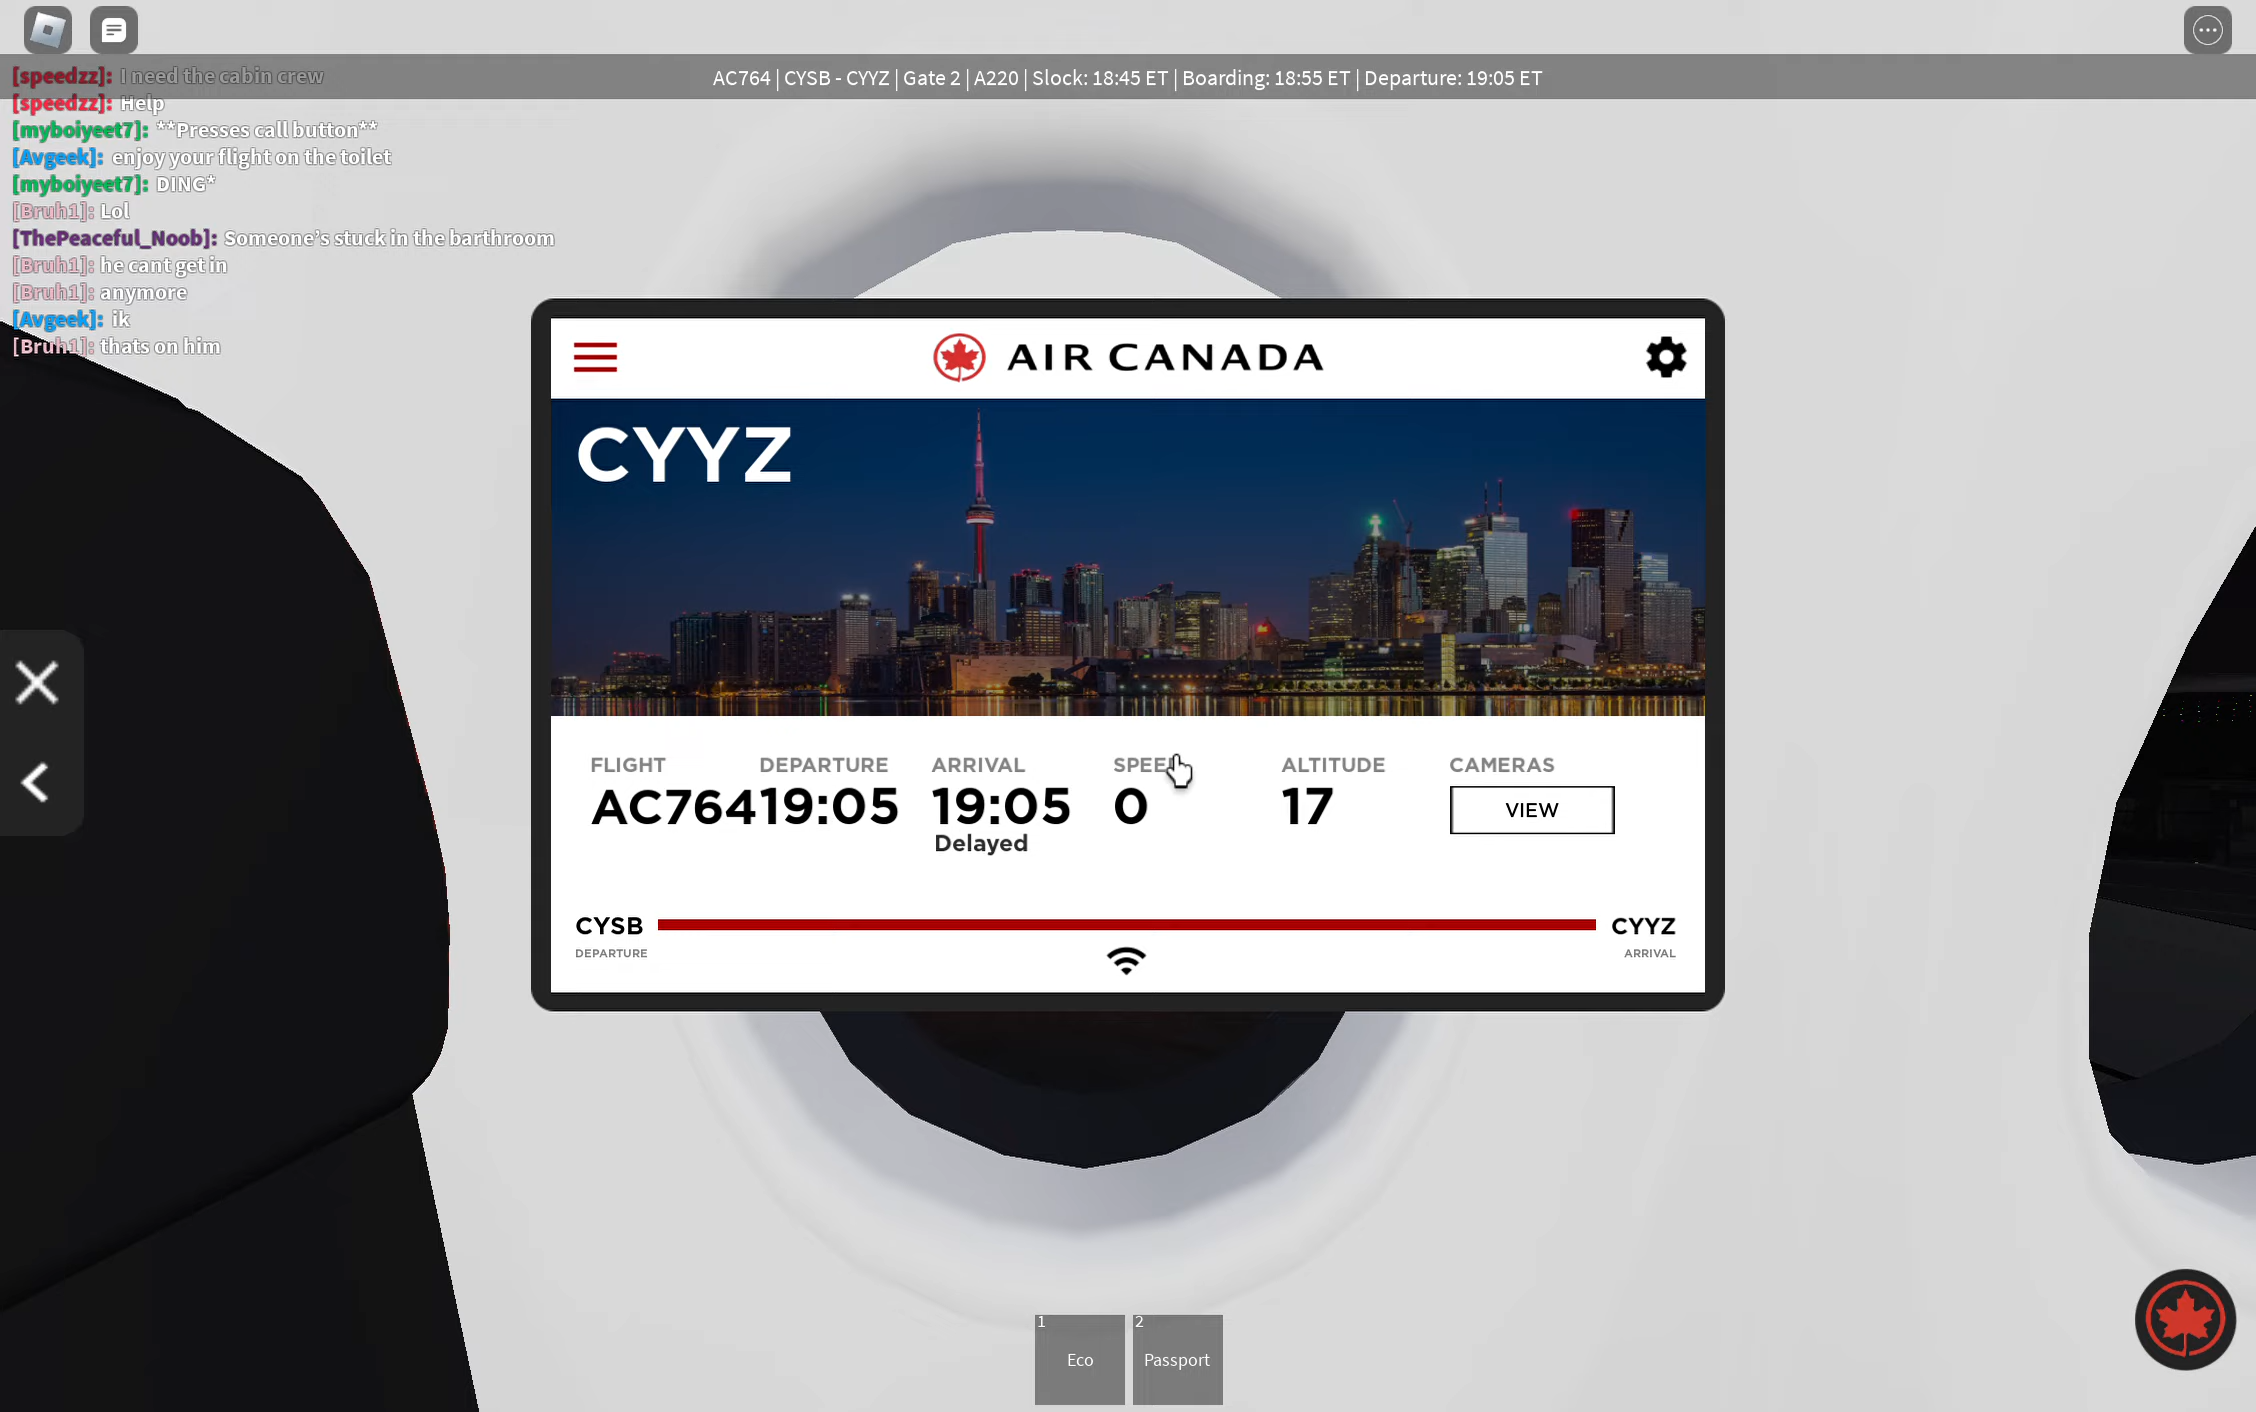 AC764 | CYSB - CYYZ | Gate 2 | A220 | Slock: 18:45 ET | Boarding: 18:55 ET | Departure: 19:05 ET
[speedzz]: I need the cabin crew
[speedzz]: Help
[myboiyeet7]: **Presses call button**
[Avgeek]: enjoy your flight on the toilet
[myboiyeet7]: DING*
[Bruh1]: Lol
[ThePeaceful_Noob]: Someone's stuck in the barthroom
[Bruh1]: he cant get in
[Bruh1]: anymore
[Avgeek]: ik
[Bruh1]: thats on him
AIR CANADA
CYYZ
FLIGHT DEPARTURE ARRIVAL ALTITUDE CAMERAS
AC764 19:05 19:05 0 17 VIEW
Delayed
CYSB CYYZ
DEPARTURE ARRIVAL
1 2
Eco Passport